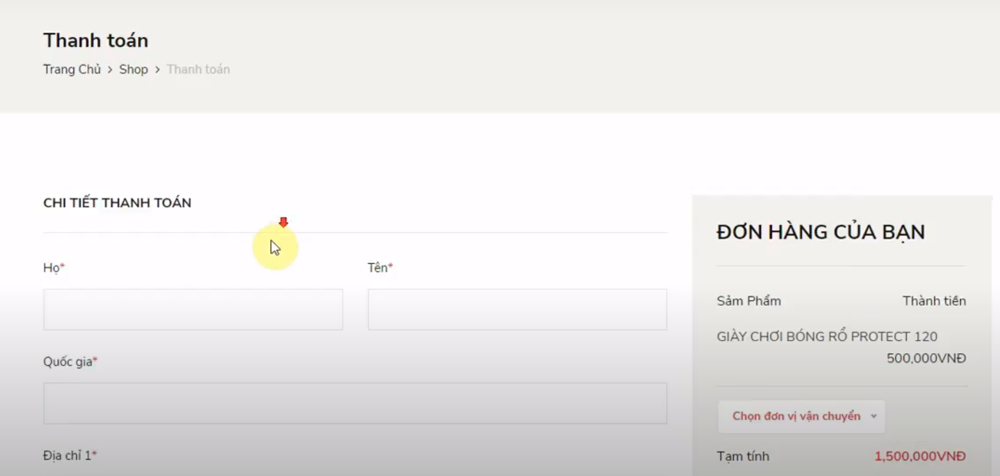 Thanh toán
Trang Chủ > Shop > Thanh toán
CHI TIẾT THANH TOÁN
Họ*
Tên*
Quốc gia*
Địa chỉ 1*
ĐƠN HÀNG CỦA BẠN
Sảm Phẩm Thành tiền
GIÀY CHƠI BÓNG RỔ PROTECT 120
500,000VNĐ
Chọn đơn vị vận chuyển
Tạm tính 1,500,000VNĐ